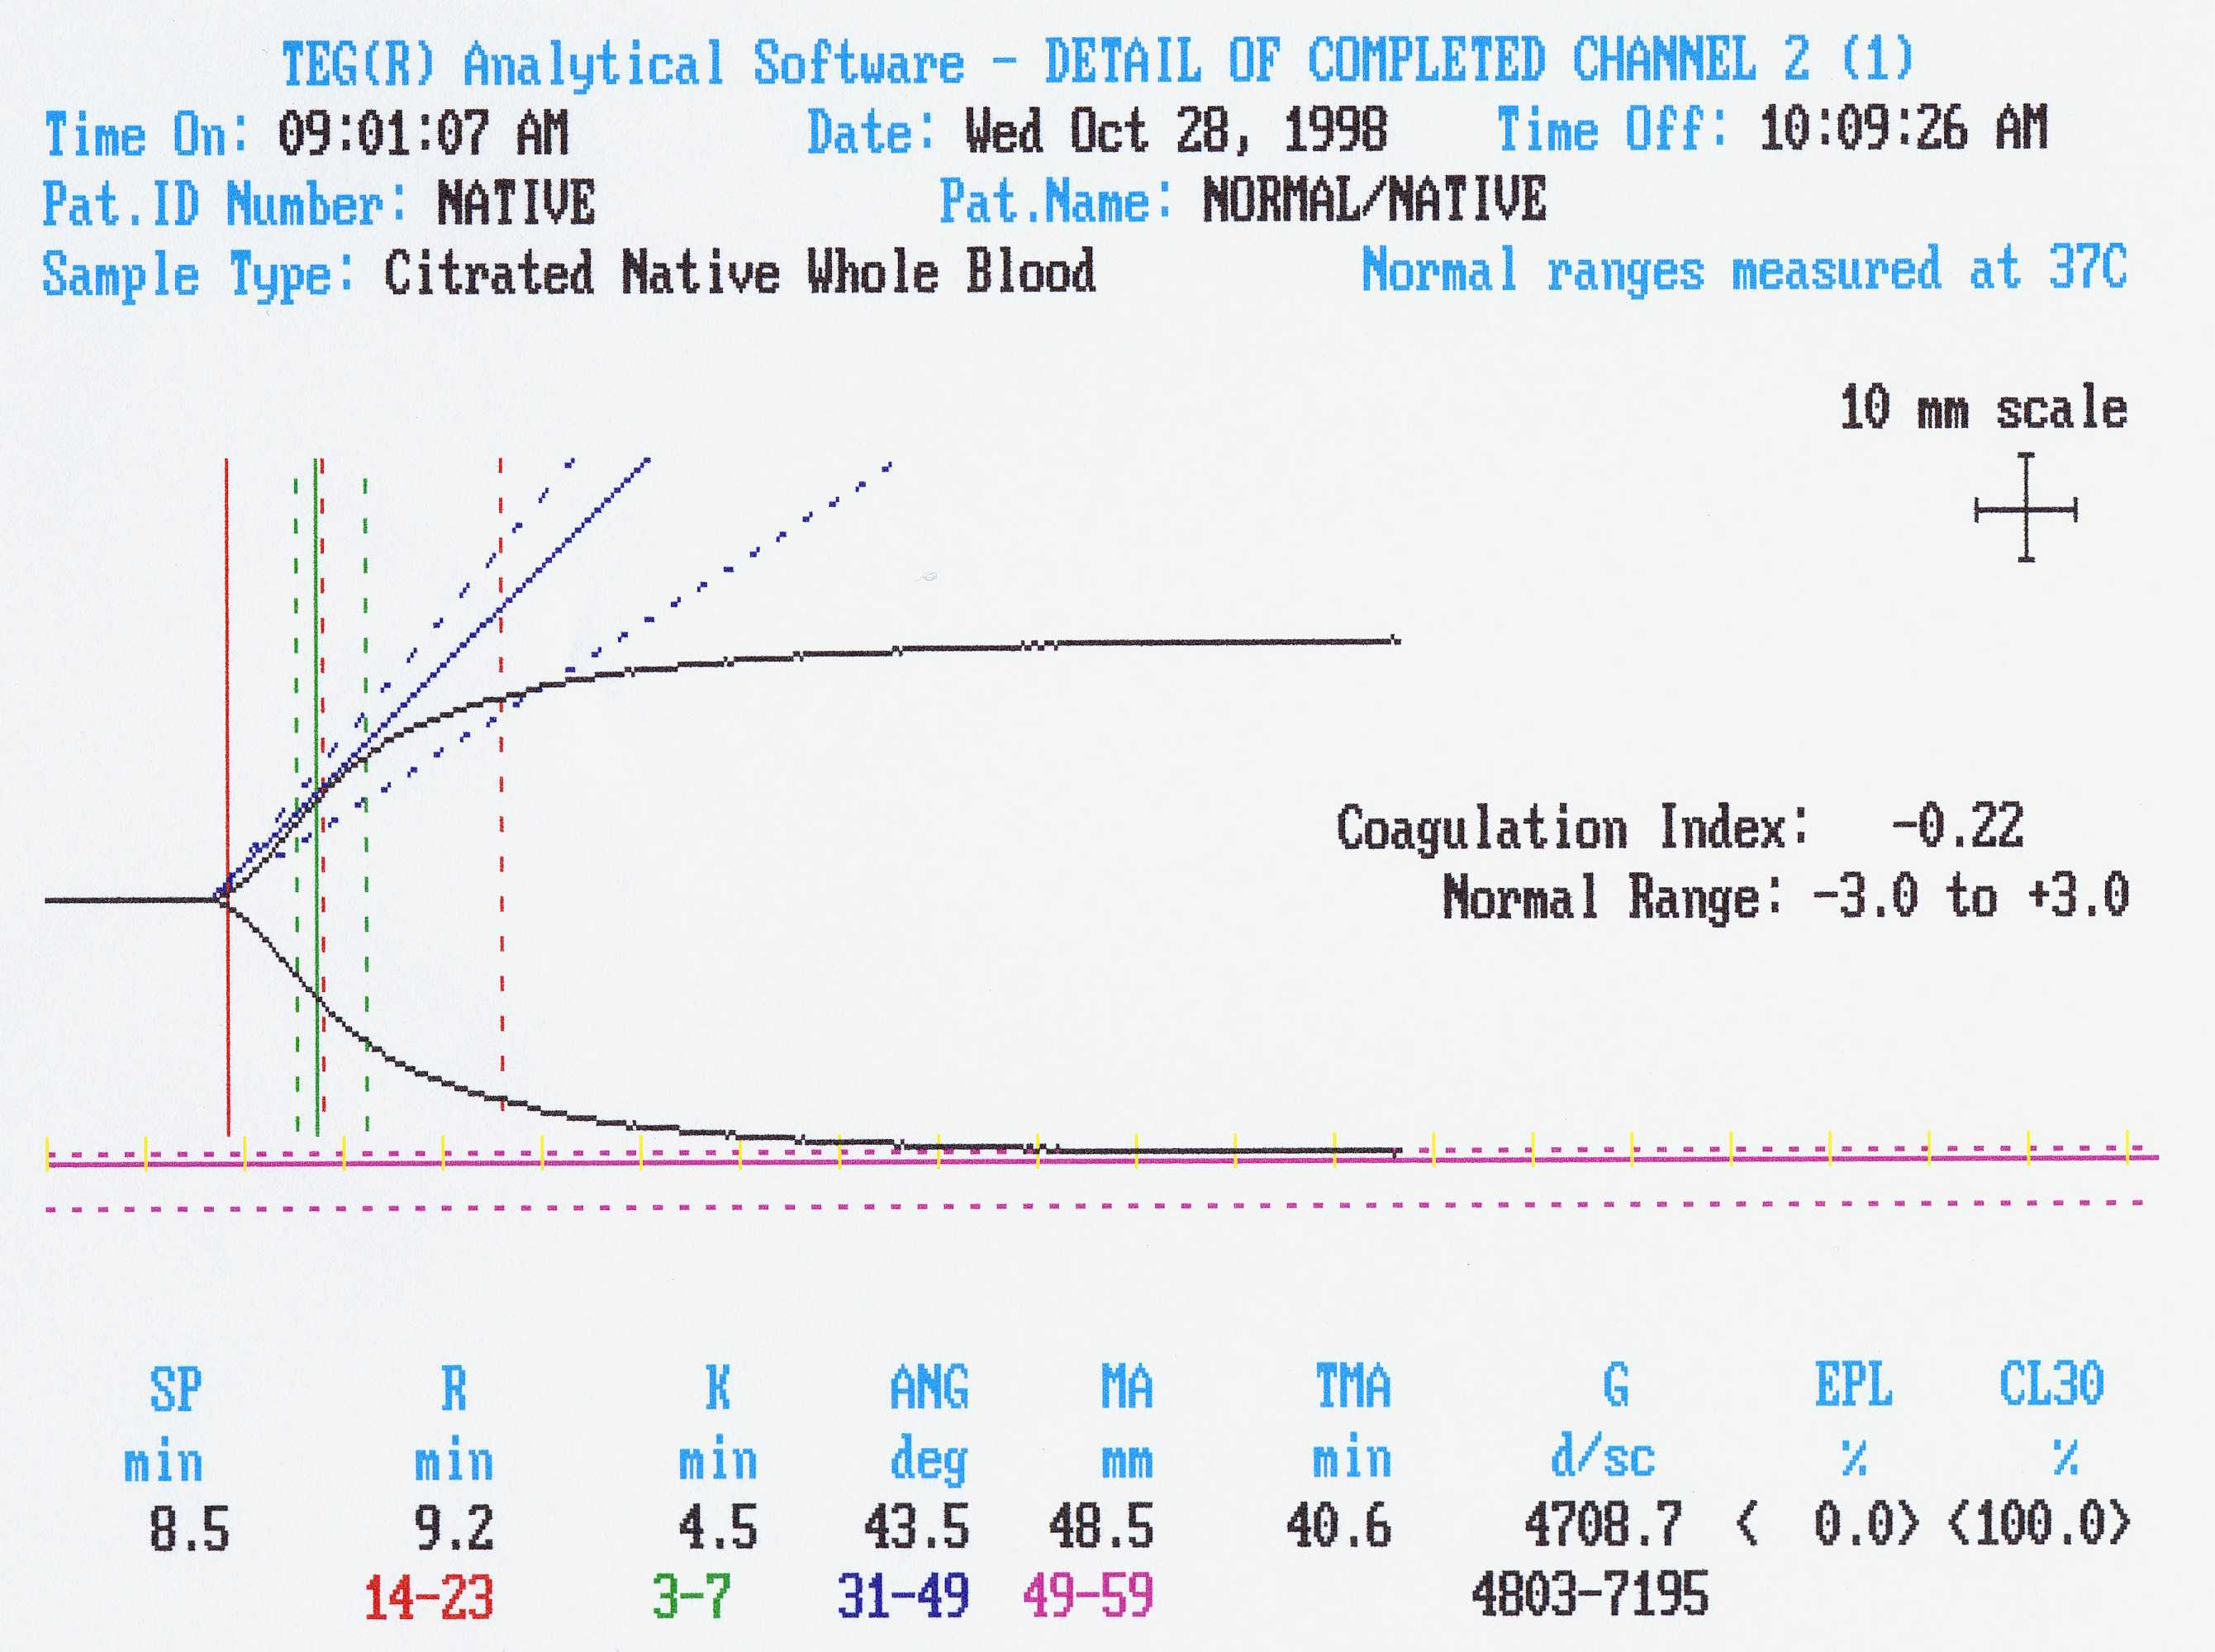 TEG(R) Analytical Software - DETAIL OF COMPLETED CHANNEL 2 (1)
Time On: 09:01:07 AM Date: Wed Oct 28, 1998 Time Off: 10:09:26 AM
Pat.ID Number: NATIVE Pat.Name: NORMAL/NATIVE
Sample Type: Citrated Native Whole Blood Normal ranges measured at 37C
10 mm scale
Coagulation Index: -0.22
Normal Range: -3.0 to +3.0
SP R K ANG MA TMA G EPL CL30
min min min deg mm min d/sc % %
8.5 9.2 4.5 43.5 48.5 40.6 4708.7 < 0.0> <100.0>
14-23 3-7 31-49 49-59 4803-7195